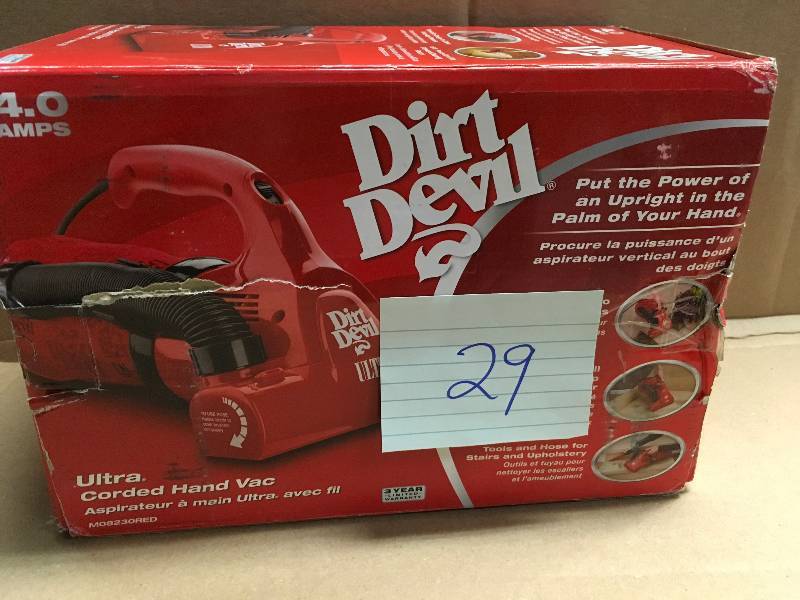 4.0
AMPS
Dirt
Devil®
Put the Power of
an Upright in the
Palm of Your Hand.
Procure la puissance d'un
aspirateur vertical au bout
des doigts
Dirt
Devil
ULT
29
Tools and Hose for
Stairs and Upholstery
Outils et tuyau pour
nettoyer les escaliers
et l'ameublement
Ultra®
Corded Hand Vac
Aspirateur à main Ultra® avec fil
M08230RED
3 YEAR
LIMITED
WARRANTY